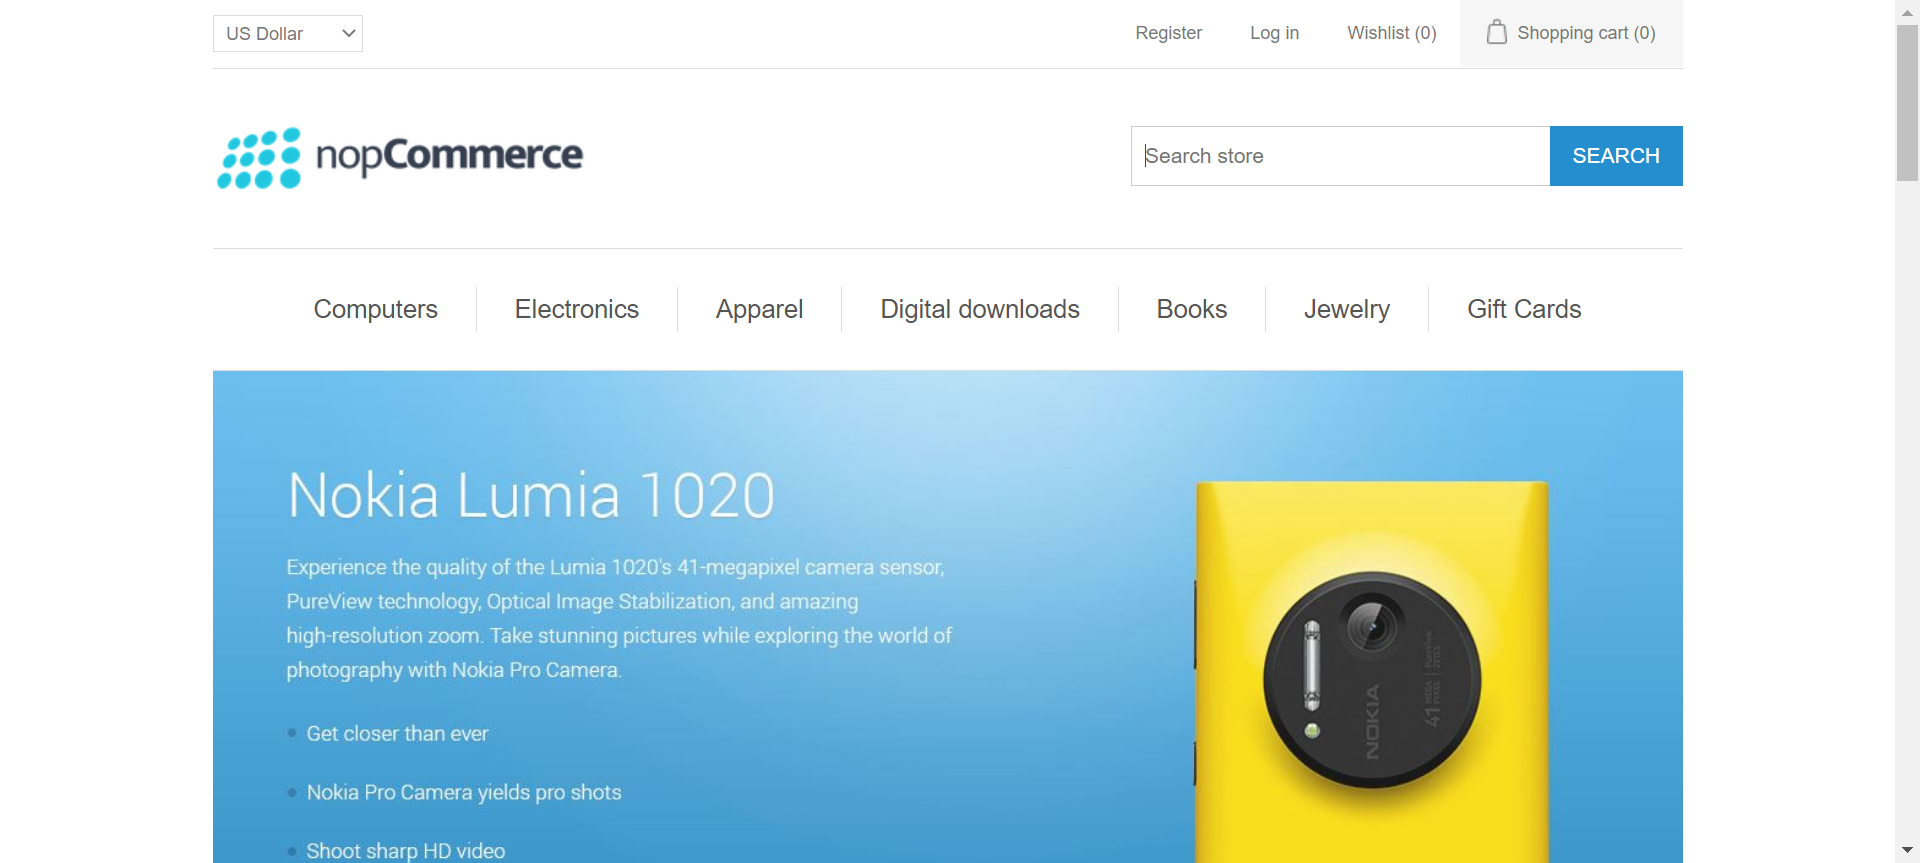 US Dollar
Register
Log in
Wishlist (0)
Shopping cart (0)
nopCommerce
Search store
SEARCH
Computers
Electronics
Apparel
Digital downloads
Books
Jewelry
Gift Cards
Nokia Lumia 1020
Experience the quality of the Lumia 1020's 41-megapixel camera sensor,
PureView technology, Optical Image Stabilization, and amazing
high-resolution zoom. Take stunning pictures while exploring the world of
photography with Nokia Pro Camera.
Get closer than ever
Nokia Pro Camera yields pro shots
Shoot sharp HD video
NOKIA
41 MEGA PIXEL
PureView
ZEISS